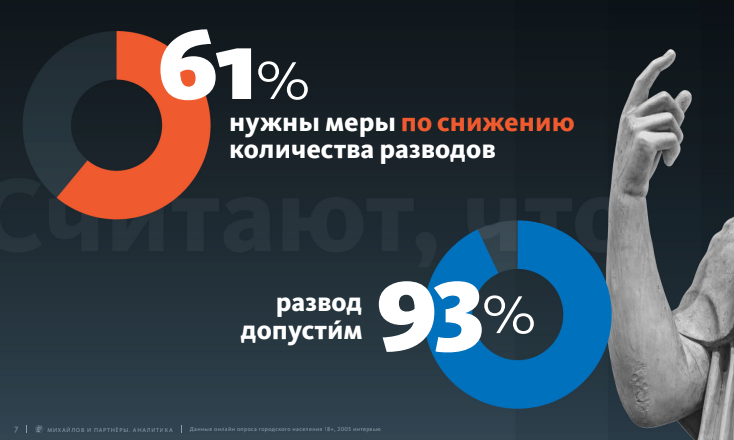 61%
нужны меры по снижению
количества разводов
Считают, что
развод
допусти́м
93%
7 | МИХАЙЛОВ И ПАРТНЁРЫ. АНАЛИТИКА | Данные онлайн опроса городского населения 18+, 2005 интервью